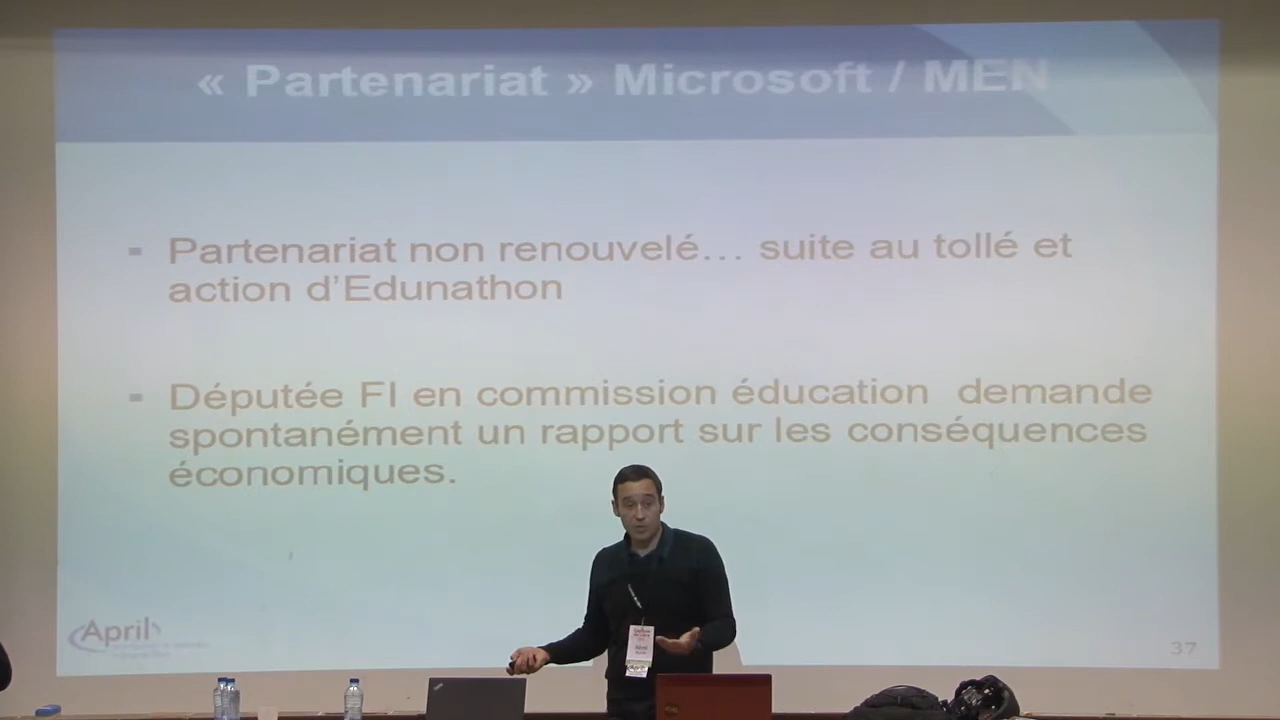 « Partenariat » Microsoft / MEN
▪ Partenariat non renouvelé… suite au tollé et
action d’Edunathon
▪ Députée FI en commission éducation demande
spontanément un rapport sur les conséquences
économiques.
April
37